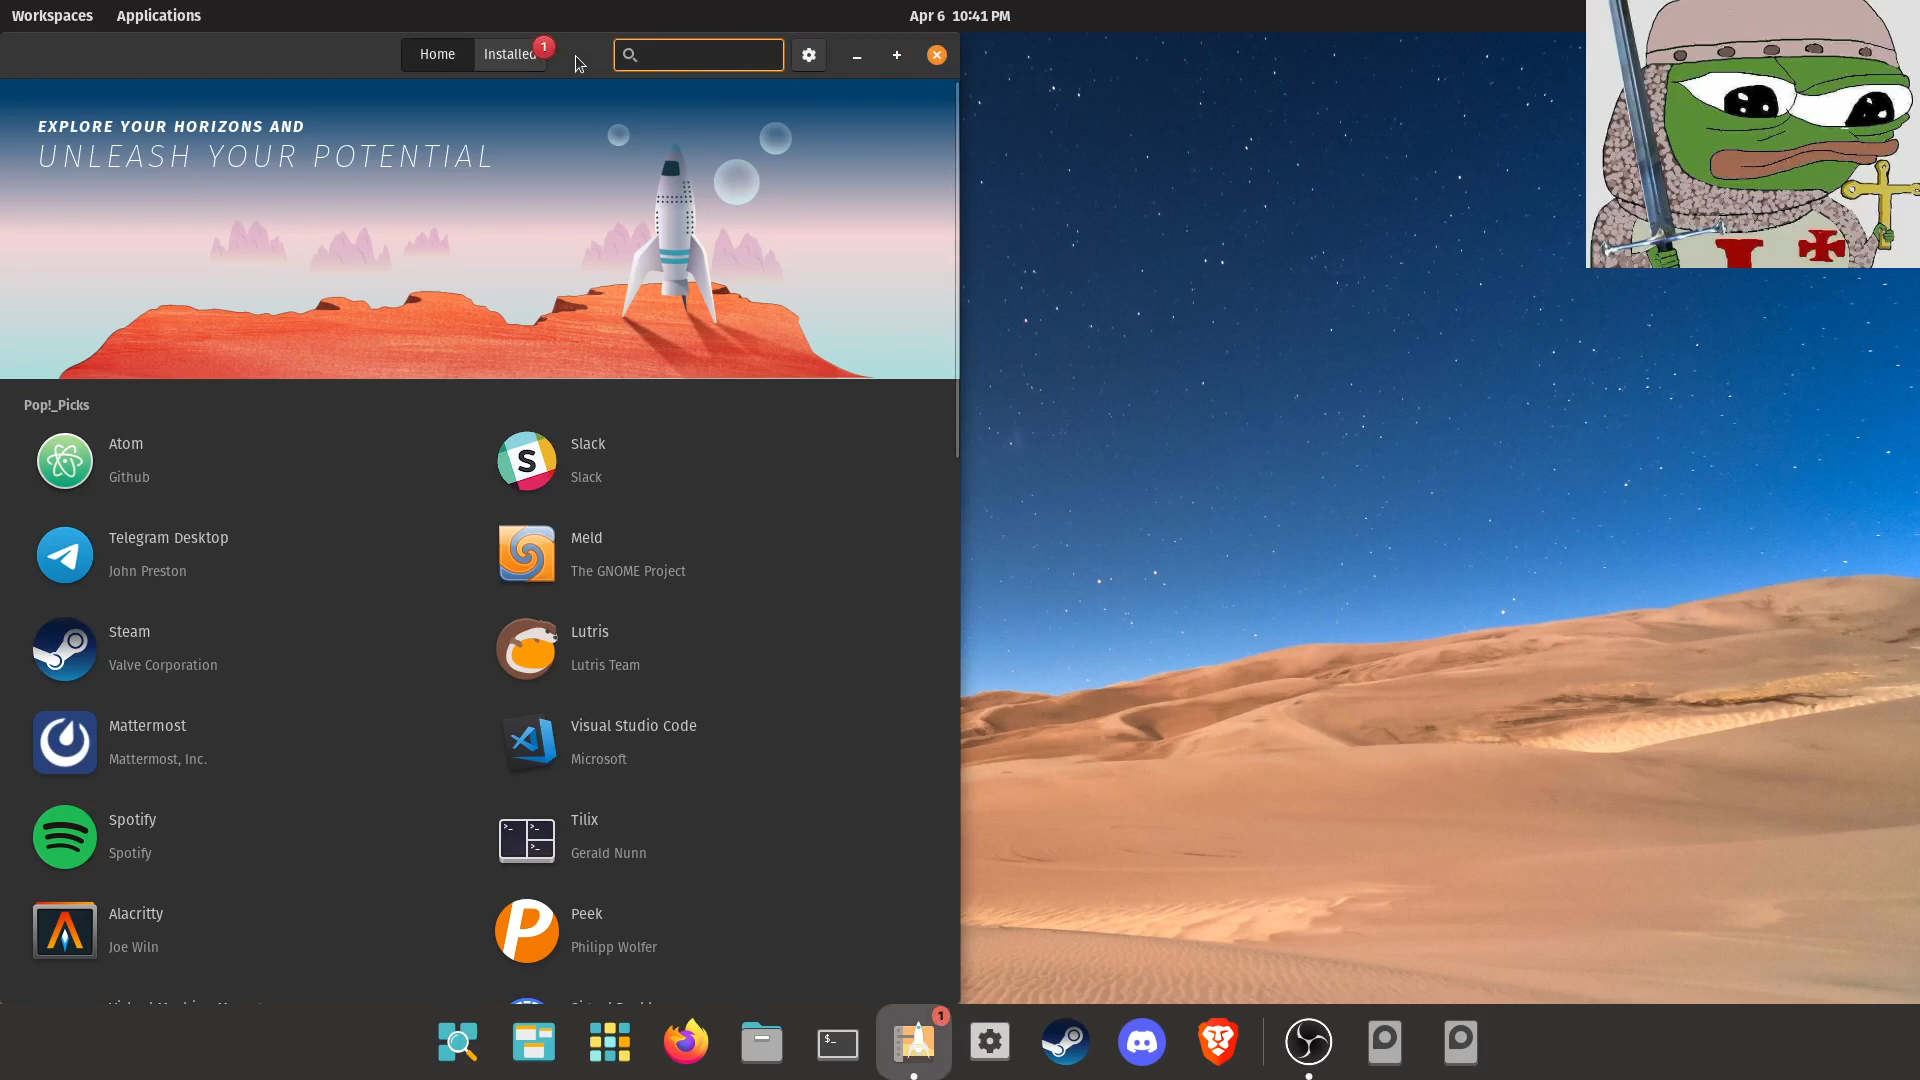 Workspaces Applications Apr 6 10:41 PM
Home Installed 1
EXPLORE YOUR HORIZONS AND
UNLEASH YOUR POTENTIAL
Pop!_Picks
Atom
Github
Slack
Slack
Telegram Desktop
John Preston
Meld
The GNOME Project
Steam
Valve Corporation
Lutris
Lutris Team
Mattermost
Mattermost, Inc.
Visual Studio Code
Microsoft
Spotify
Spotify
Tilix
Gerald Nunn
Alacritty
Joe Wiln
Peek
Philipp Wolfer
1